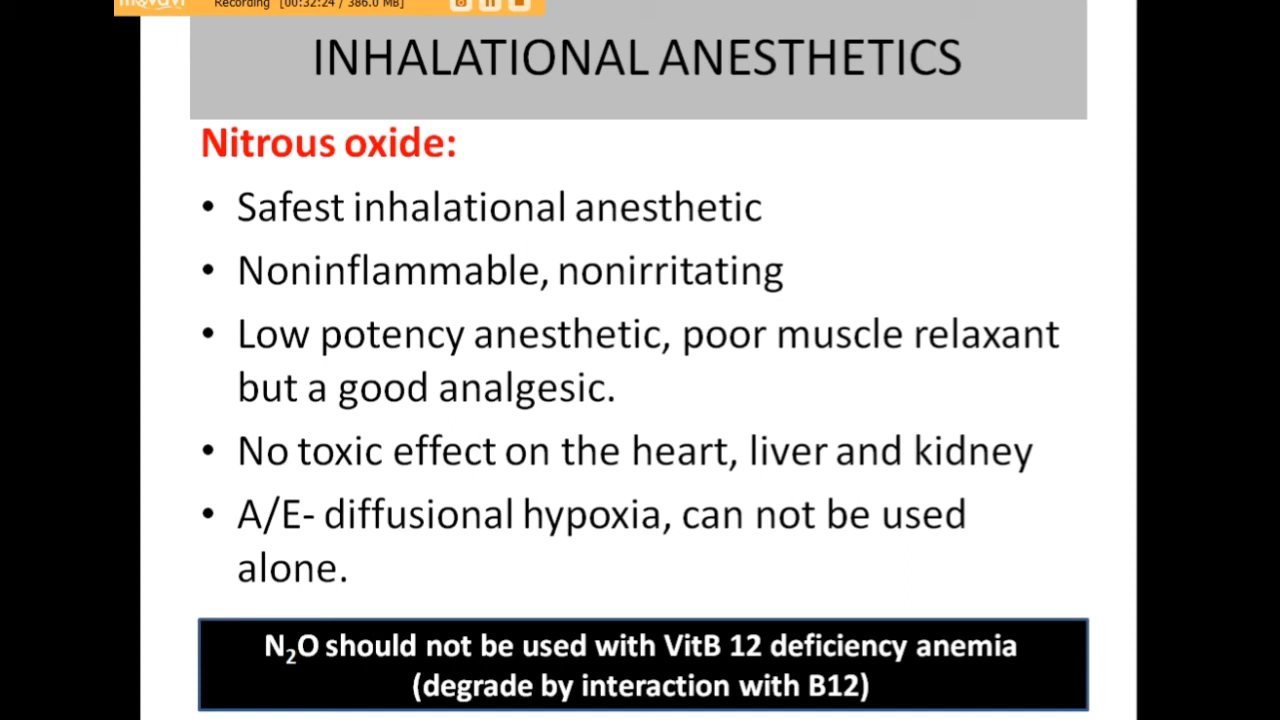 Recording [00:32:24 / 386.0 MB]
INHALATIONAL ANESTHETICS
Nitrous oxide:
• Safest inhalational anesthetic
• Noninflammable, nonirritating
• Low potency anesthetic, poor muscle relaxant
but a good analgesic.
• No toxic effect on the heart, liver and kidney
• A/E- diffusional hypoxia, can not be used
alone.
N₂O should not be used with VitB 12 deficiency anemia
(degrade by interaction with B12)